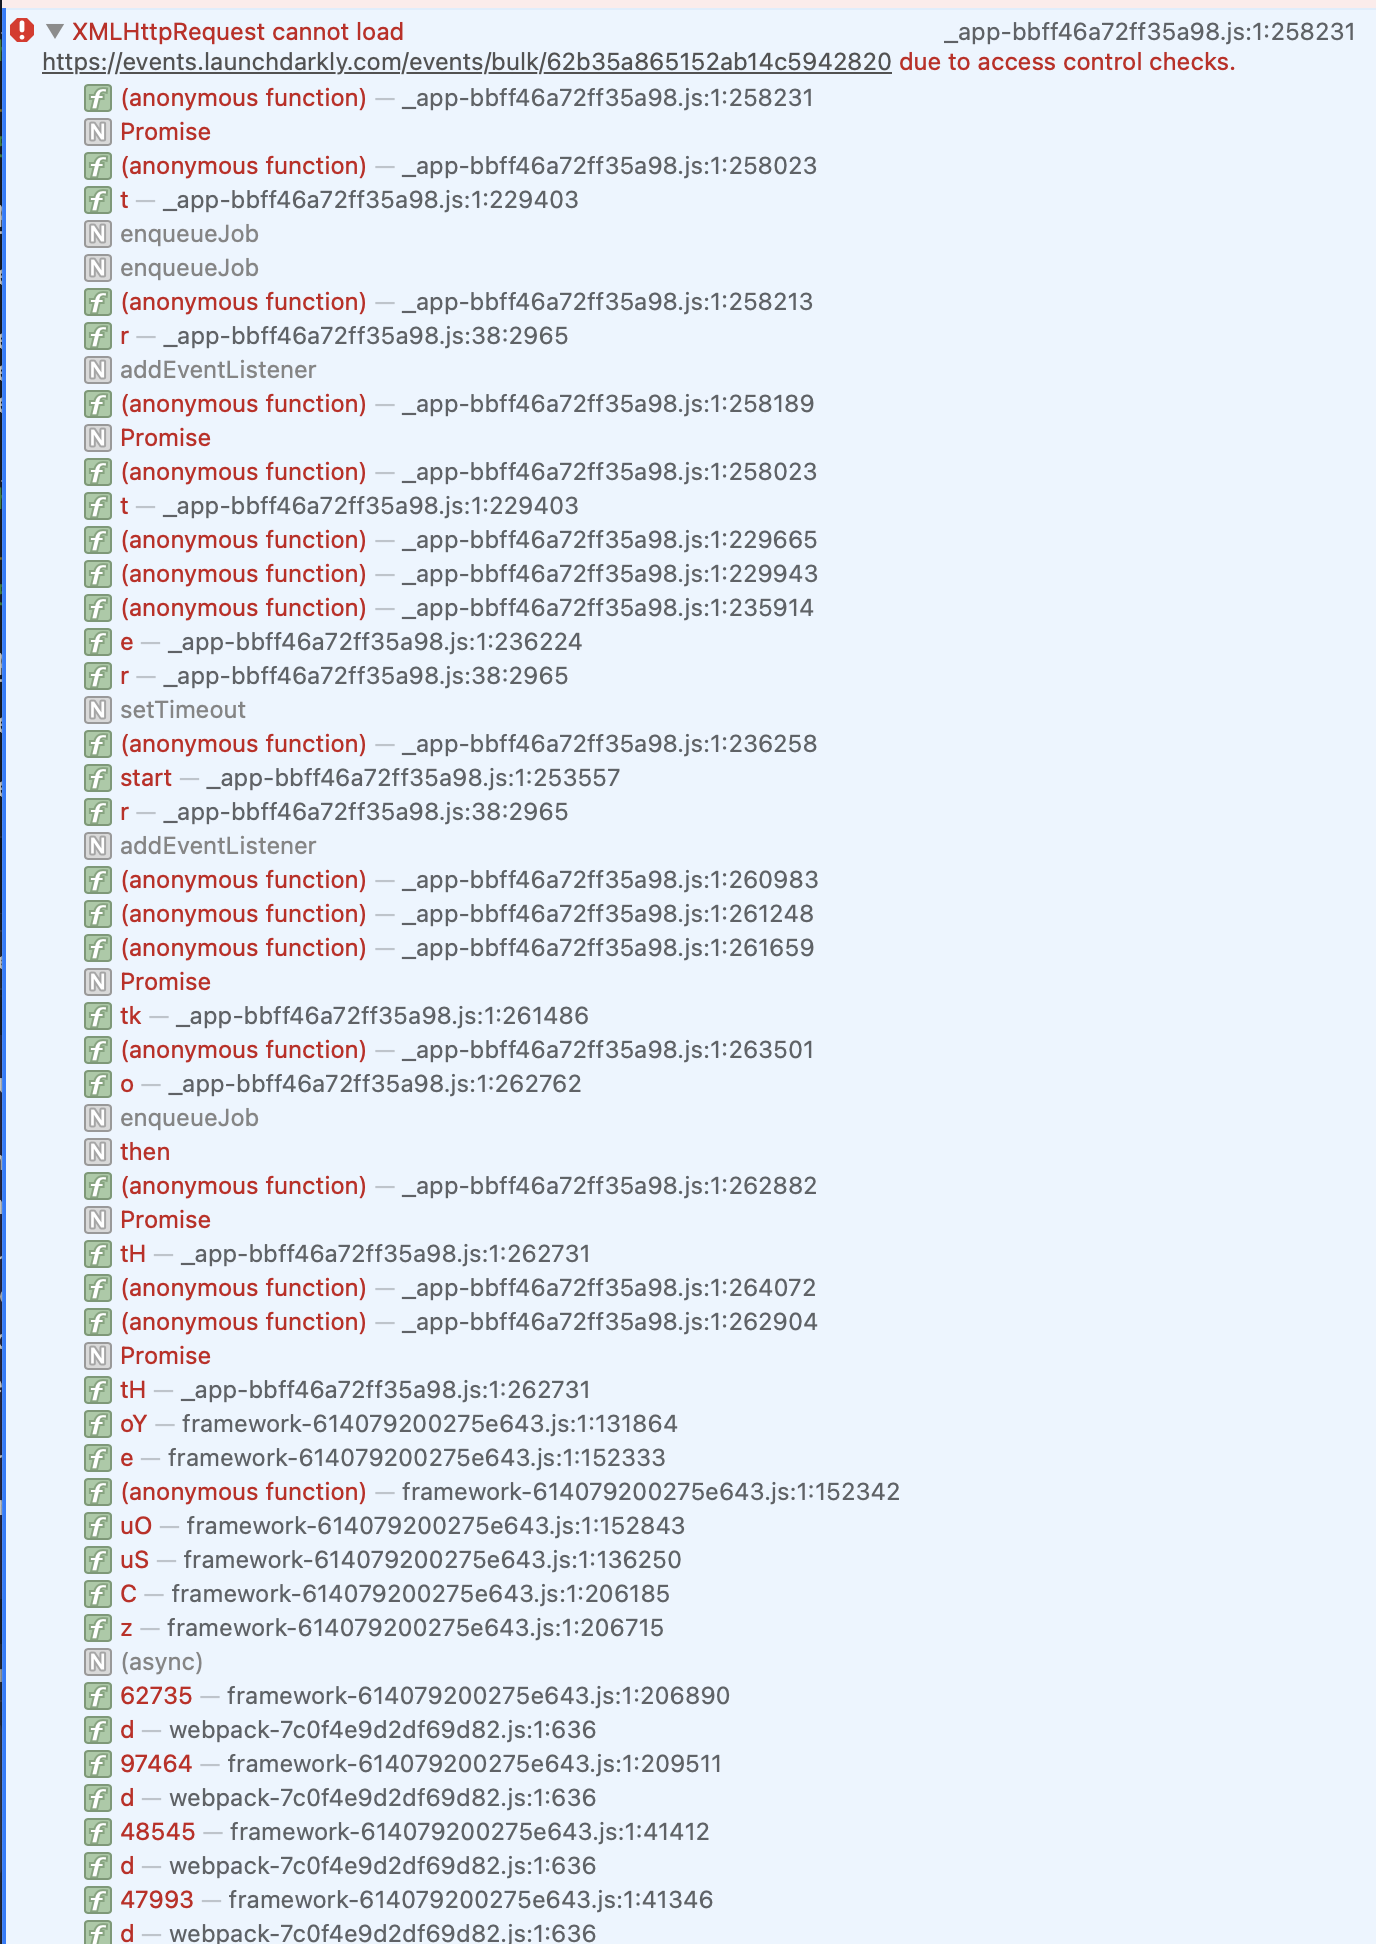 XMLHttpRequest cannot load _app-bbff46a72ff35a98.js:1:258231
https://events.launchdarkly.com/events/bulk/62b35a865152ab14c5942820 due to access control checks.
f (anonymous function) — _app-bbff46a72ff35a98.js:1:258231
N Promise
f (anonymous function) — _app-bbff46a72ff35a98.js:1:258023
f t — _app-bbff46a72ff35a98.js:1:229403
N enqueueJob
N enqueueJob
f (anonymous function) — _app-bbff46a72ff35a98.js:1:258213
f r — _app-bbff46a72ff35a98.js:38:2965
N addEventListener
f (anonymous function) — _app-bbff46a72ff35a98.js:1:258189
N Promise
f (anonymous function) — _app-bbff46a72ff35a98.js:1:258023
f t — _app-bbff46a72ff35a98.js:1:229403
f (anonymous function) — _app-bbff46a72ff35a98.js:1:229665
f (anonymous function) — _app-bbff46a72ff35a98.js:1:229943
f (anonymous function) — _app-bbff46a72ff35a98.js:1:235914
f e — _app-bbff46a72ff35a98.js:1:236224
f r — _app-bbff46a72ff35a98.js:38:2965
N setTimeout
f (anonymous function) — _app-bbff46a72ff35a98.js:1:236258
f start — _app-bbff46a72ff35a98.js:1:253557
f r — _app-bbff46a72ff35a98.js:38:2965
N addEventListener
f (anonymous function) — _app-bbff46a72ff35a98.js:1:260983
f (anonymous function) — _app-bbff46a72ff35a98.js:1:261248
f (anonymous function) — _app-bbff46a72ff35a98.js:1:261659
N Promise
f tk — _app-bbff46a72ff35a98.js:1:261486
f (anonymous function) — _app-bbff46a72ff35a98.js:1:263501
f o — _app-bbff46a72ff35a98.js:1:262762
N enqueueJob
N then
f (anonymous function) — _app-bbff46a72ff35a98.js:1:262882
N Promise
f tH — _app-bbff46a72ff35a98.js:1:262731
f (anonymous function) — _app-bbff46a72ff35a98.js:1:264072
f (anonymous function) — _app-bbff46a72ff35a98.js:1:262904
N Promise
f tH — _app-bbff46a72ff35a98.js:1:262731
f oY — framework-614079200275e643.js:1:131864
f e — framework-614079200275e643.js:1:152333
f (anonymous function) — framework-614079200275e643.js:1:152342
f uO — framework-614079200275e643.js:1:152843
f uS — framework-614079200275e643.js:1:136250
f C — framework-614079200275e643.js:1:206185
f z — framework-614079200275e643.js:1:206715
N (async)
f 62735 — framework-614079200275e643.js:1:206890
f d — webpack-7c0f4e9d2df69d82.js:1:636
f 97464 — framework-614079200275e643.js:1:209511
f d — webpack-7c0f4e9d2df69d82.js:1:636
f 48545 — framework-614079200275e643.js:1:41412
f d — webpack-7c0f4e9d2df69d82.js:1:636
f 47993 — framework-614079200275e643.js:1:41346
f d — webpack-7c0f4e9d2df69d82.js:1:636